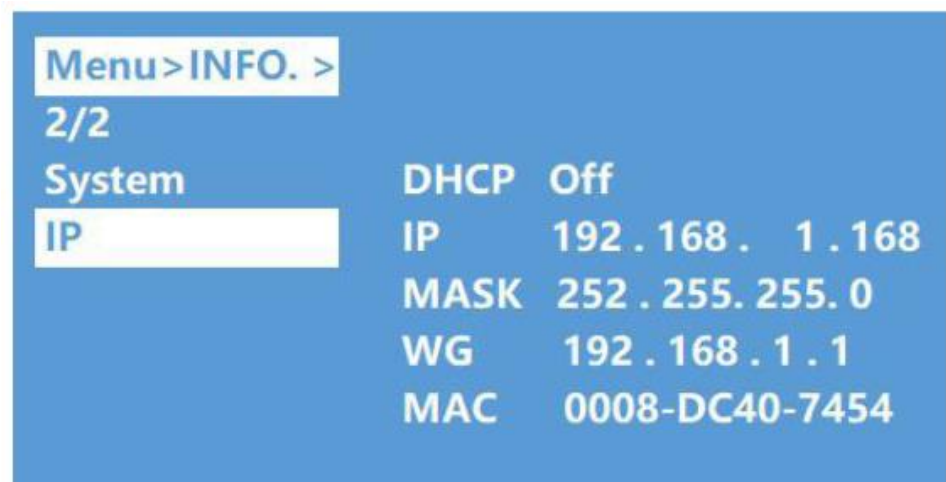 Menu>INFO. >
2/2
System DHCP Off
IP IP 192 . 168 . 1 . 168
MASK 252 . 255. 255. 0
WG 192 . 168 . 1 . 1
MAC 0008-DC40-7454